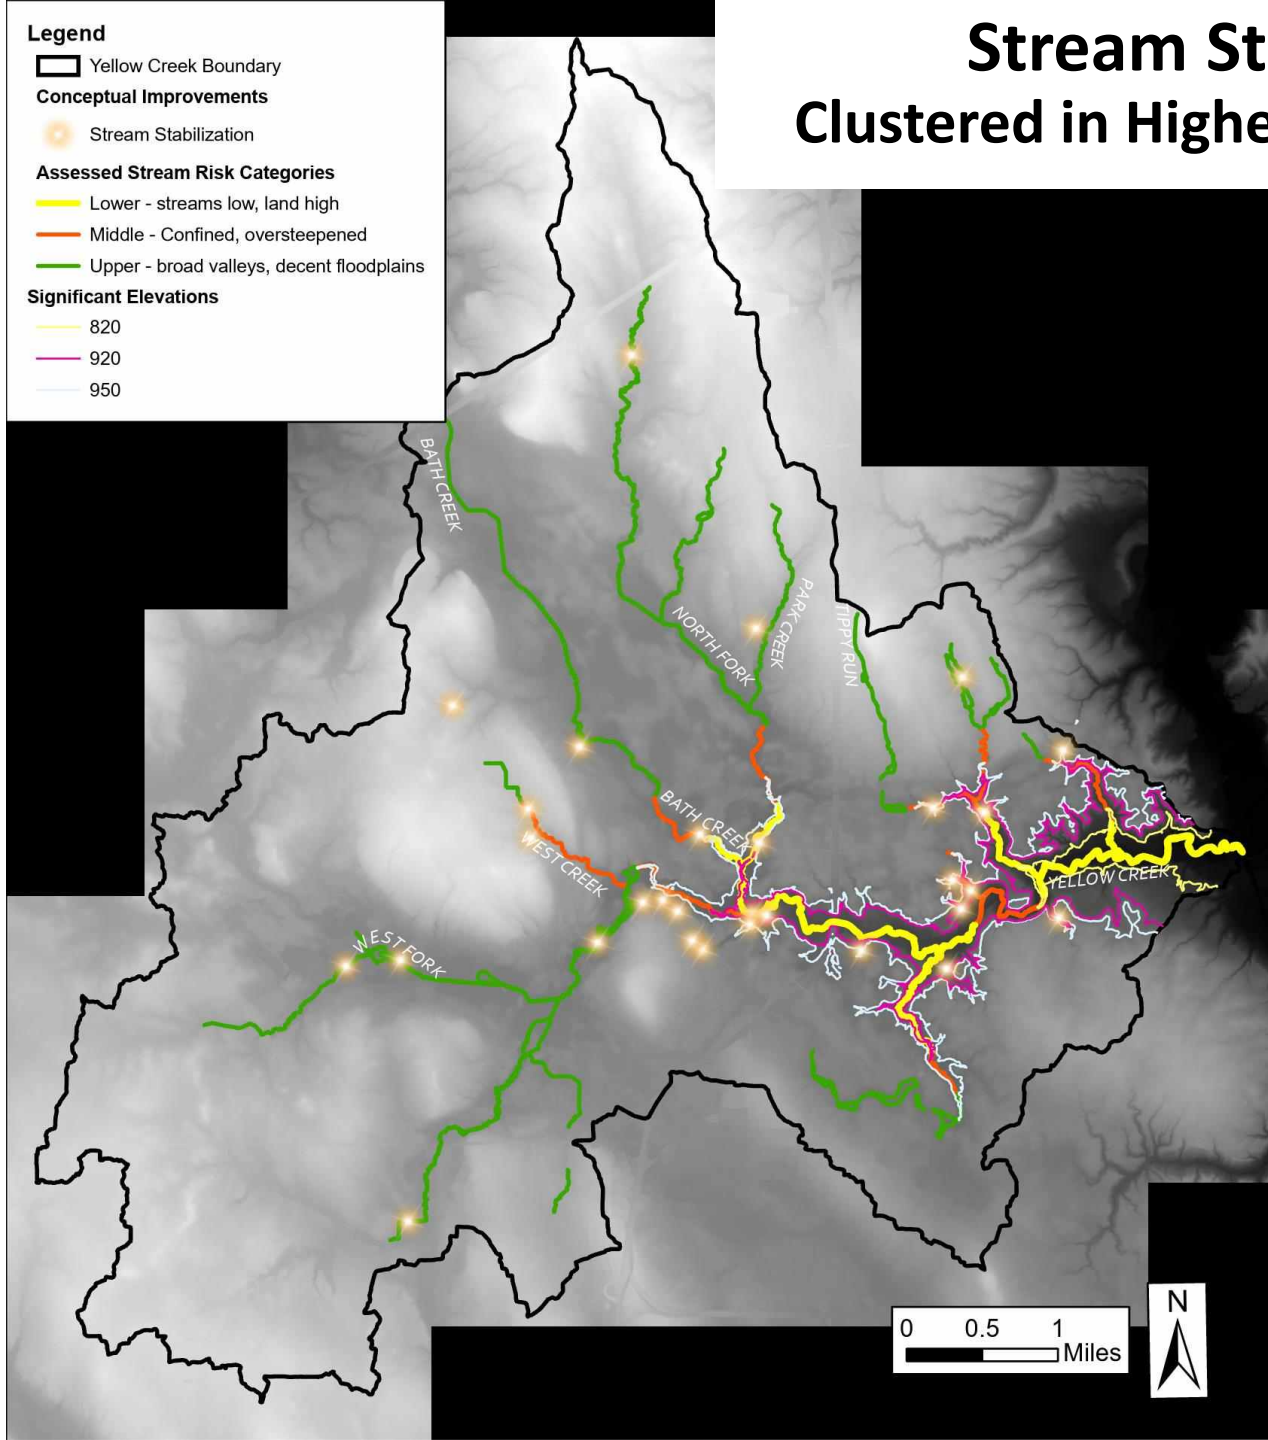 Stream St
Clustered in Highe
Legend
Yellow Creek Boundary
Conceptual Improvements
Stream Stabilization
Assessed Stream Risk Categories
Lower - streams low, land high
Middle - Confined, oversteepened
Upper - broad valleys, decent floodplains
Significant Elevations
820
920
950
BATH CREEK
NORTH FORK
PARK CREEK
TIPPY RUN
BATH CREEK
WEST CREEK
YELLOW CREEK
WEST FORK
0 0.5 1
Miles
N